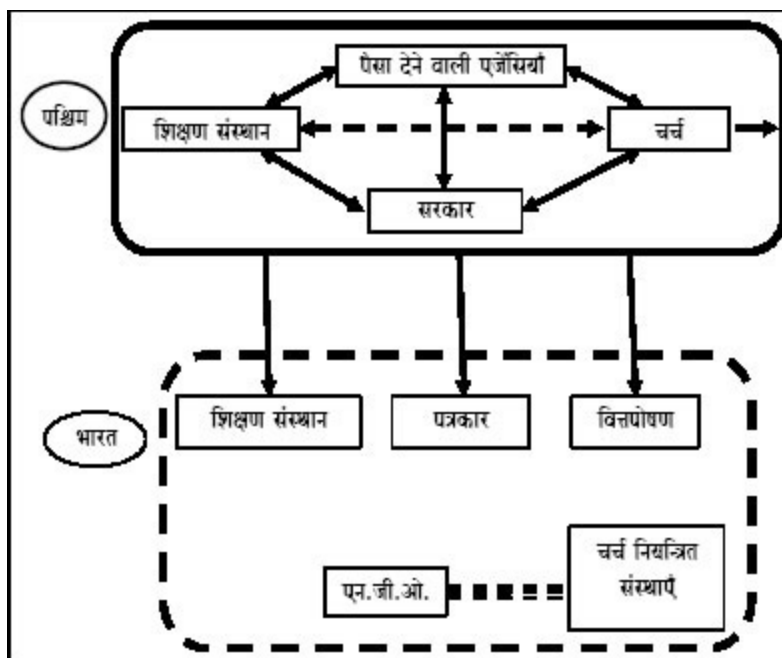 पैसा देने वाली एजेंसियाँ
पश्चिम
शिक्षण संस्थान
चर्च
सरकार
शिक्षण संस्थान
पत्रकार
वित्तपोषण
भारत
चर्च नियन्त्रित
संस्थाएँ
एन.जी.ओ.